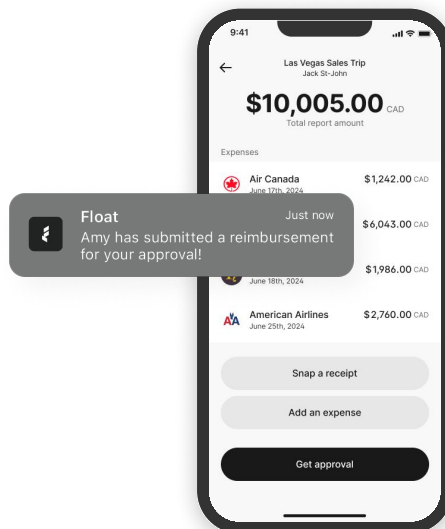 9:41
Las Vegas Sales Trip
Jack St-John
$10,005.00 CAD
Total report amount
Expenses
Air Canada
$1,242.00 CAD
June 17th, 2024
Float
Just now
Amy has submitted a reimbursement
for your approval!
$6,043.00 CAD
$1,986.00 CAD
June 18th, 2024
American Airlines
$2,760.00 CAD
June 25th, 2024
Snap a receipt
Add an expense
Get approval